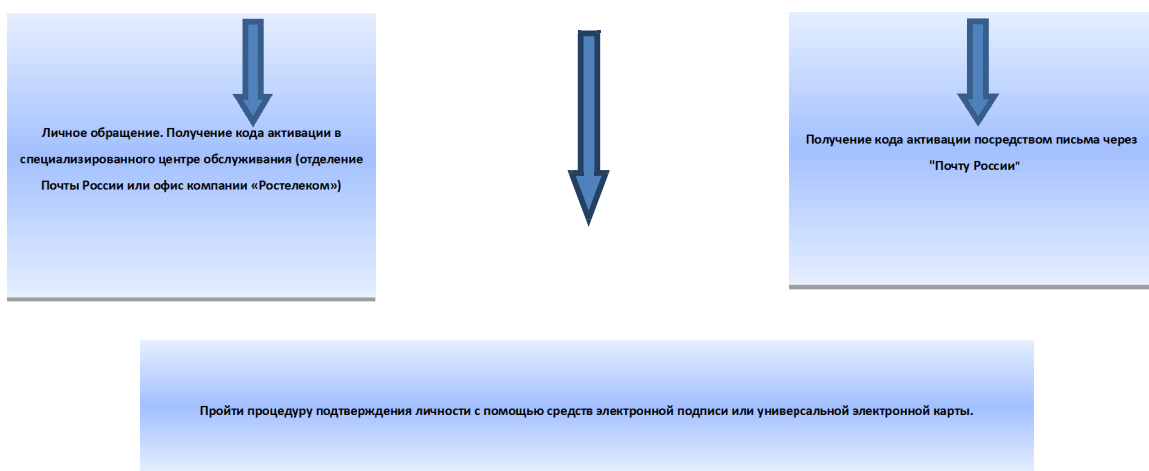 Личное обращение. Получение кода активации в
специализированного центре обслуживания (отделение
Почты России или офис компании «Ростелеком»)
Получение кода активации посредством письма через
"Почту России"
Пройти процедуру подтверждения личности с помощью средств электронной подписи или универсальной электронной карты.